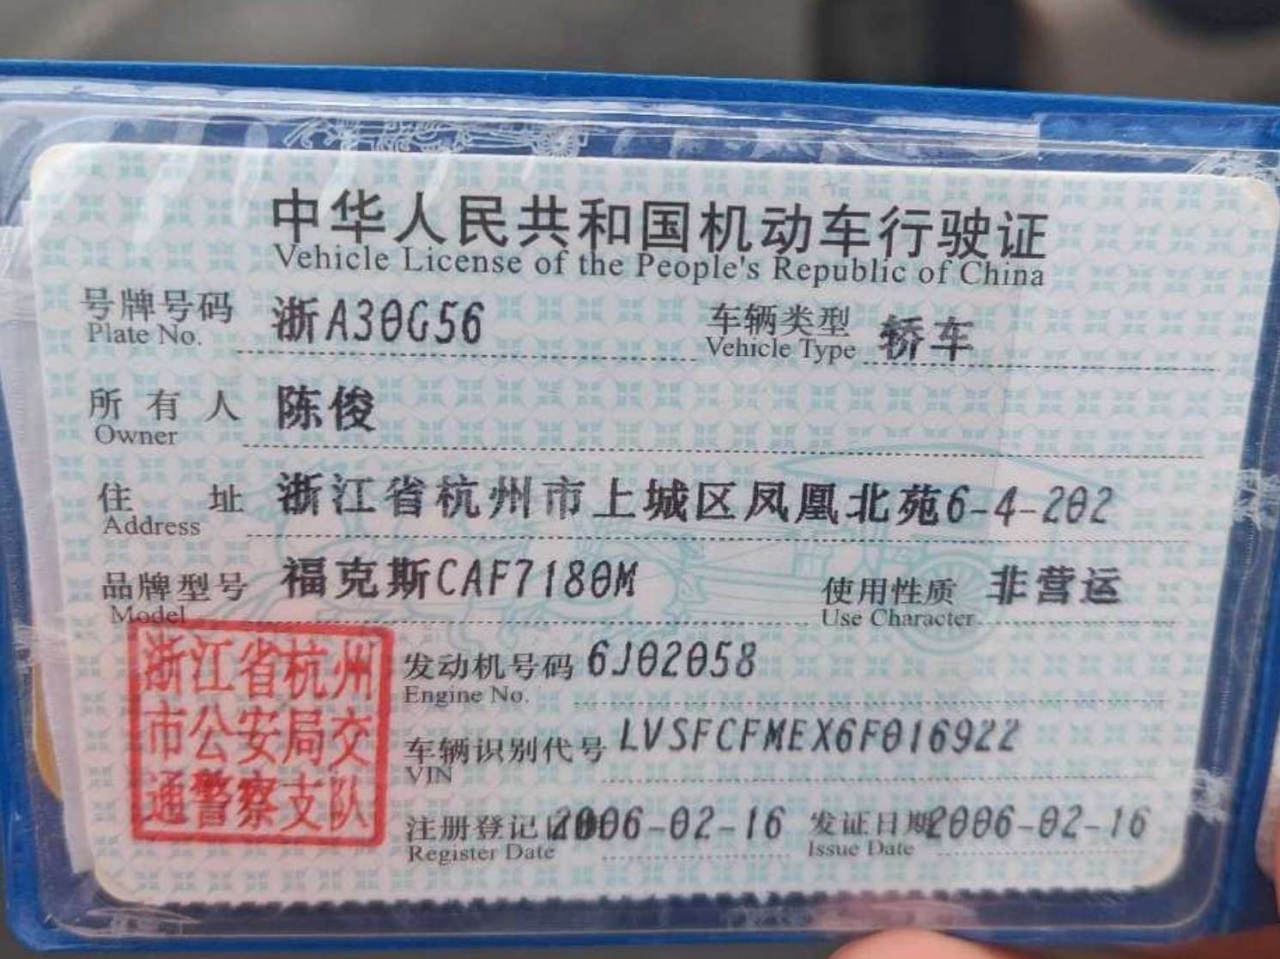 中华人民共和国机动车行驶证
Vehicle License of the People's Republic of China
号牌号码 浙A30G56 车辆类型 轿车
Plate No. Vehicle Type
所有人 陈俊
Owner
住址 浙江省杭州市上城区凤凰北苑6-4-202
Address
品牌型号 福克斯CAF7180M 使用性质 非营运
Model Use Character
浙江省杭州
市公安局交
通警察支队
发动机号码 6J02058
Engine No.
车辆识别代号 LVSFCFMEX6F016922
VIN
注册登记日期 2006-02-16 发证日期 2006-02-16
Register Date Issue Date